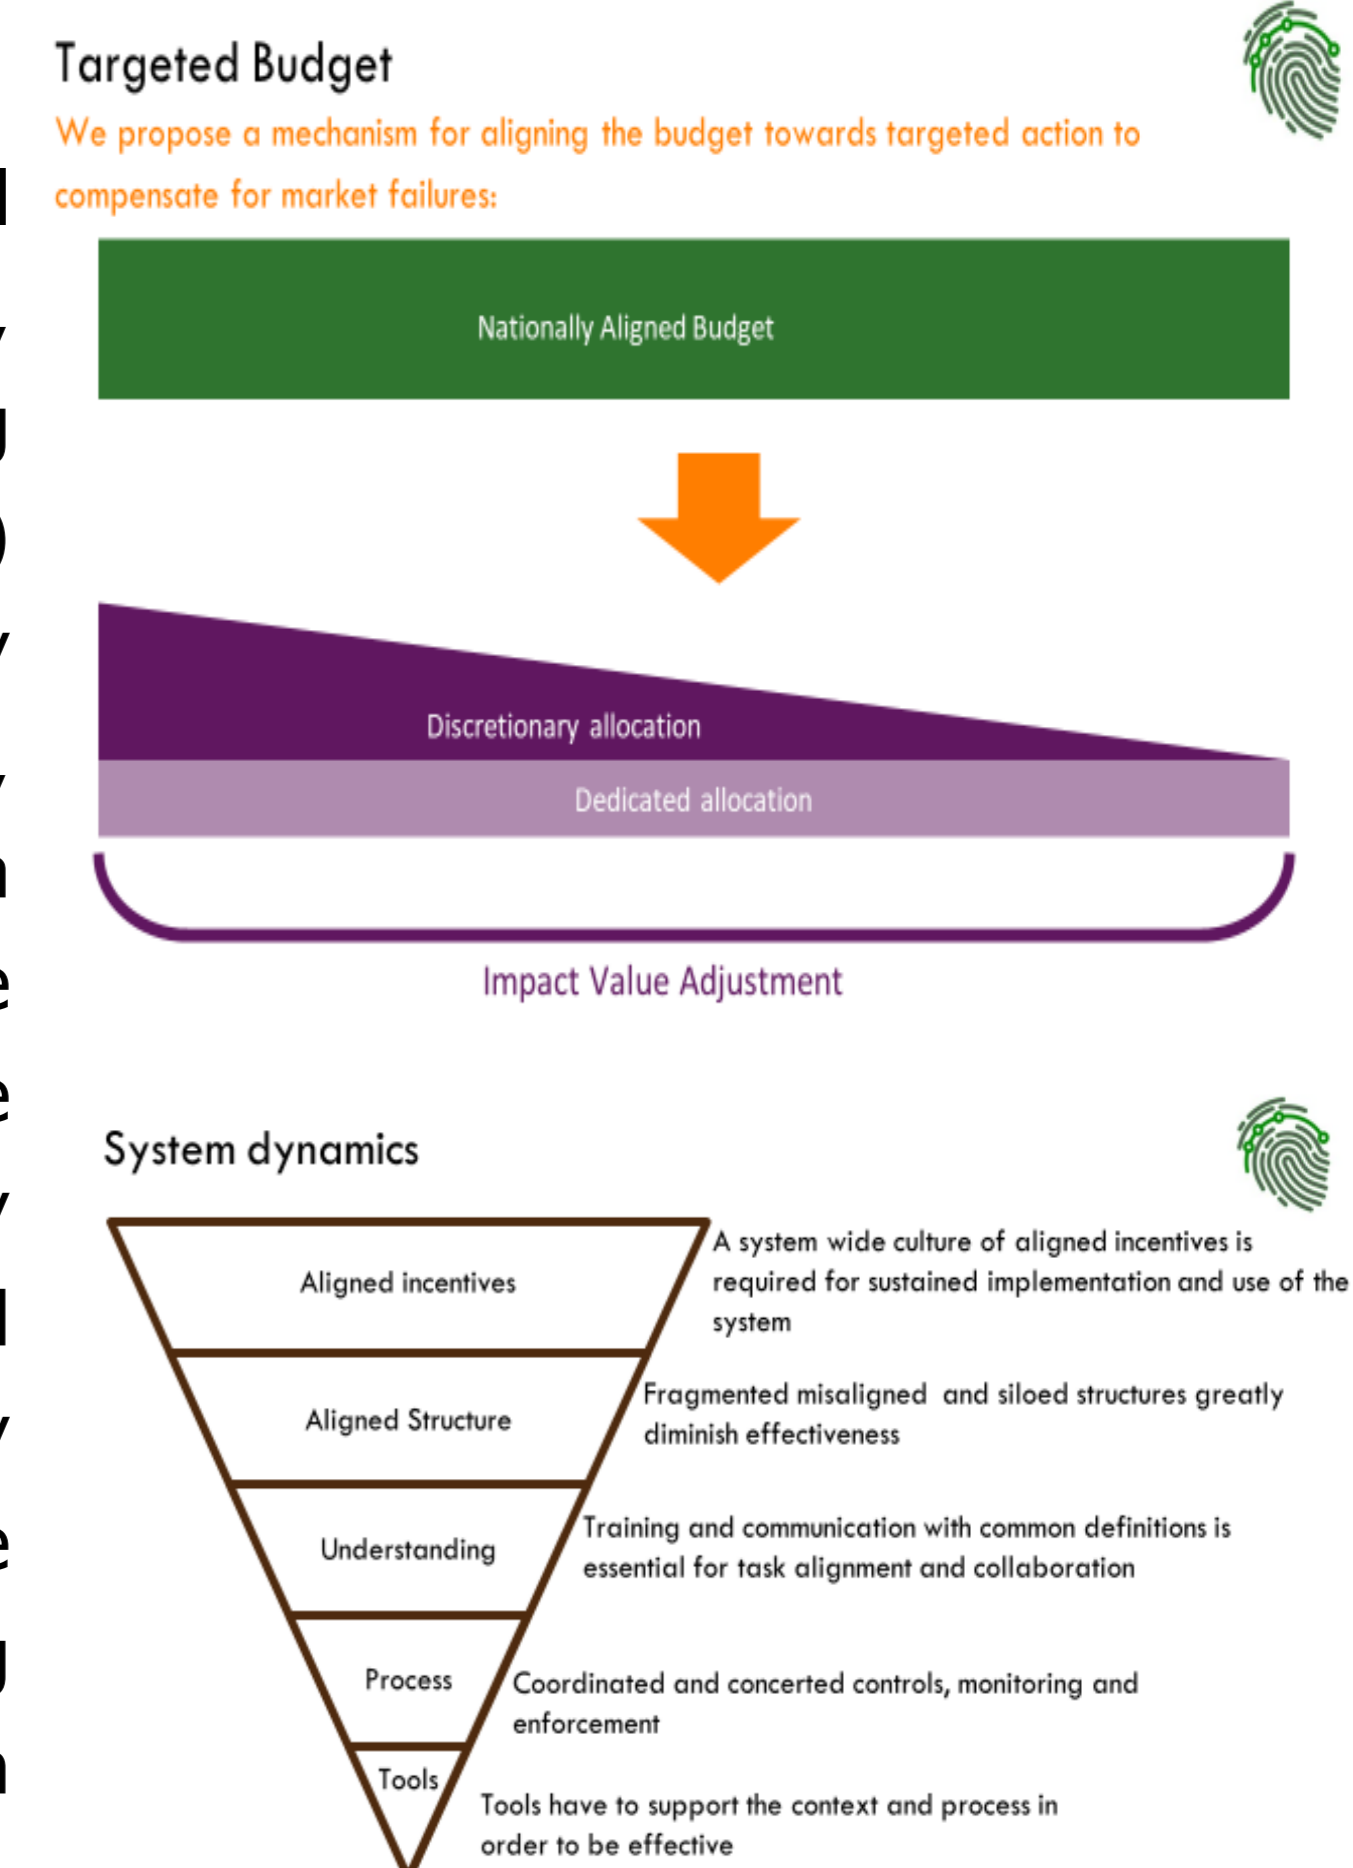 Targeted Budget
We propose a mechanism for aligning the budget towards targeted action to
compensate for market failures:
Nationally Aligned Budget
Discretionary allocation
Dedicated allocation
Impact Value Adjustment
System dynamics
Aligned incentives
A system wide culture of aligned incentives is
required for sustained implementation and use of the
system
Aligned Structure
Fragmented misaligned and siloed structures greatly
diminish effectiveness
Understanding
Training and communication with common definitions is
essential for task alignment and collaboration
Process
Coordinated and concerted controls, monitoring and
enforcement
Tools
Tools have to support the context and process in
order to be effective